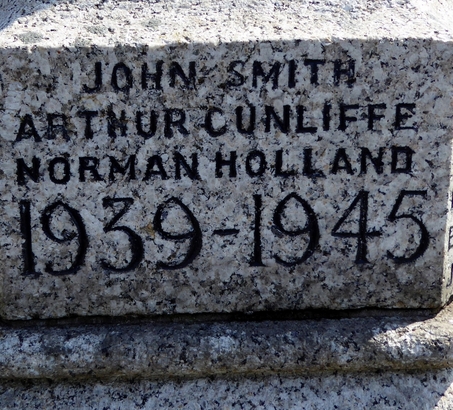 JOHN SMITH
ARTHUR CUNLIFFE
NORMAN HOLLAND
1939-1945